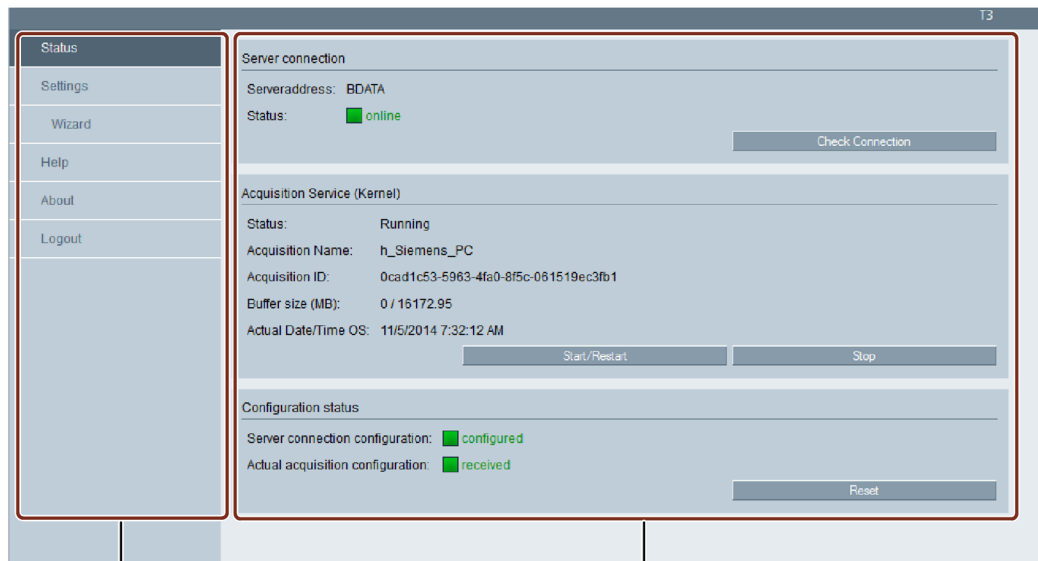 T3
Status
Settings
Wizard
Help
About
Logout
Server connection
Serveraddress: BDATA
Status: online
Check Connection
Acquisition Service (Kernel)
Status: Running
Acquisition Name: h_Siemens_PC
Acquisition ID: 0cad1c53-5963-4fa0-8f5c-061519ec3fb1
Buffer size (MB): 0 / 16172.95
Actual Date/Time OS: 11/5/2014 7:32:12 AM
Start/Restart Stop
Configuration status
Server connection configuration: configured
Actual acquisition configuration: received
Reset